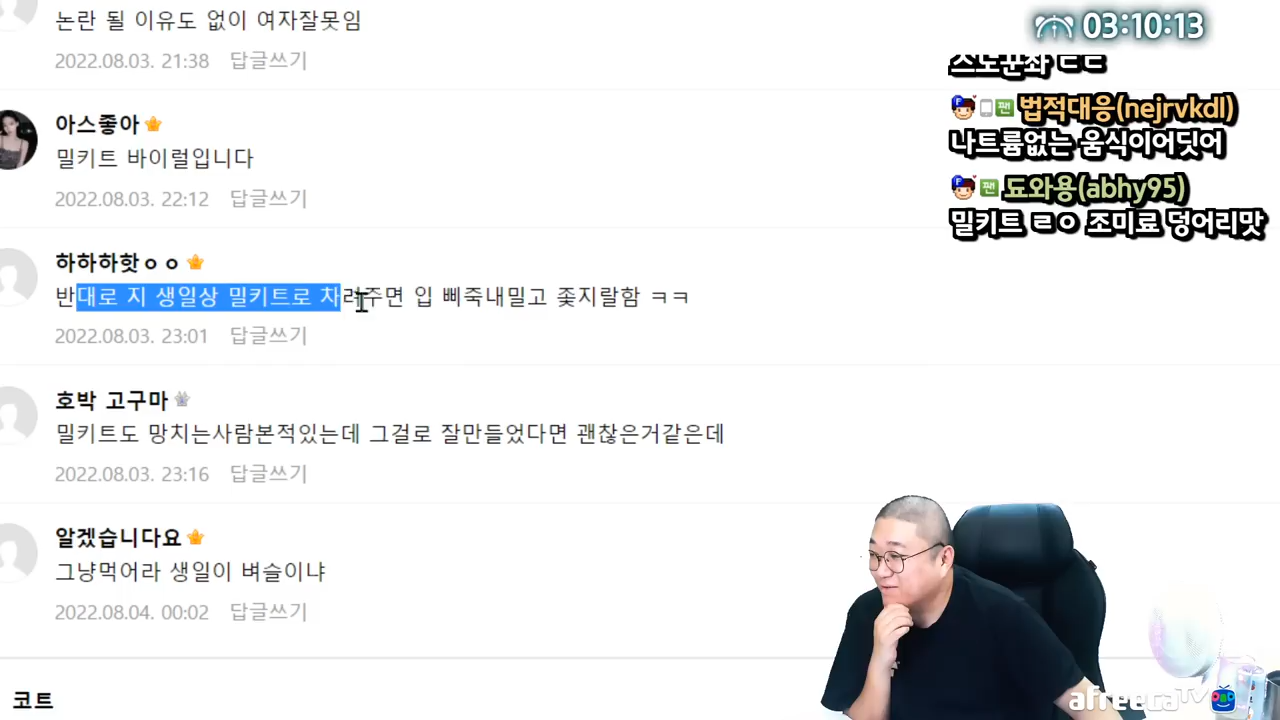 논란 될 이유도 없이 여자잘못임
2022.08.03. 21:38 답글쓰기
아스좋아
밀키트 바이럴입니다
2022.08.03. 22:12 답글쓰기
하하하핫ㅇㅇ
반대로 지 생일상 밀키트로 차려주면 입 삐죽내밀고 좆지랄함 ㅋㅋ
2022.08.03. 23:01 답글쓰기
호박 고구마
밀키트도 망치는사람본적있는데 그걸로 잘만들었다면 괜찮은거같은데
2022.08.03. 23:16 답글쓰기
알겠습니다요
그냥먹어라 생일이 벼슬이냐
2022.08.04. 00:02 답글쓰기
코트
03:10:13
ㄷㄷ
팬 법적대응(nejrvkdl)
나트륨없는 움식이어딧어
팬 됴와용(abhy95)
밀키트 ㄹㅇ 조미료 덩어리맛
afreecaTV